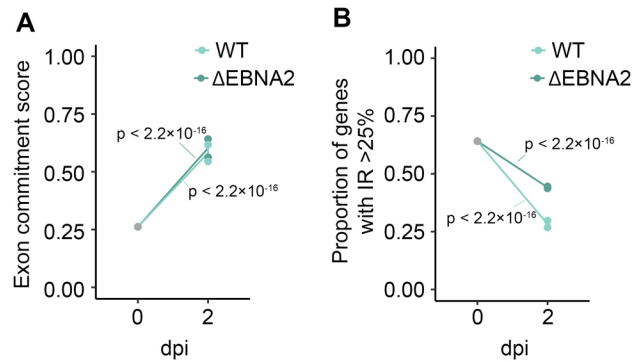 A
Exon commitment score
1.00
0.75
0.50
0.25
0.00
WT
ΔEBNA2
p < 2.2×10⁻¹⁶
p < 2.2×10⁻¹⁶
0
2
dpi
B
Proportion of genes
with IR >25%
1.00
0.75
0.50
0.25
0.00
WT
ΔEBNA2
p < 2.2×10⁻¹⁶
p < 2.2×10⁻¹⁶
0
2
dpi